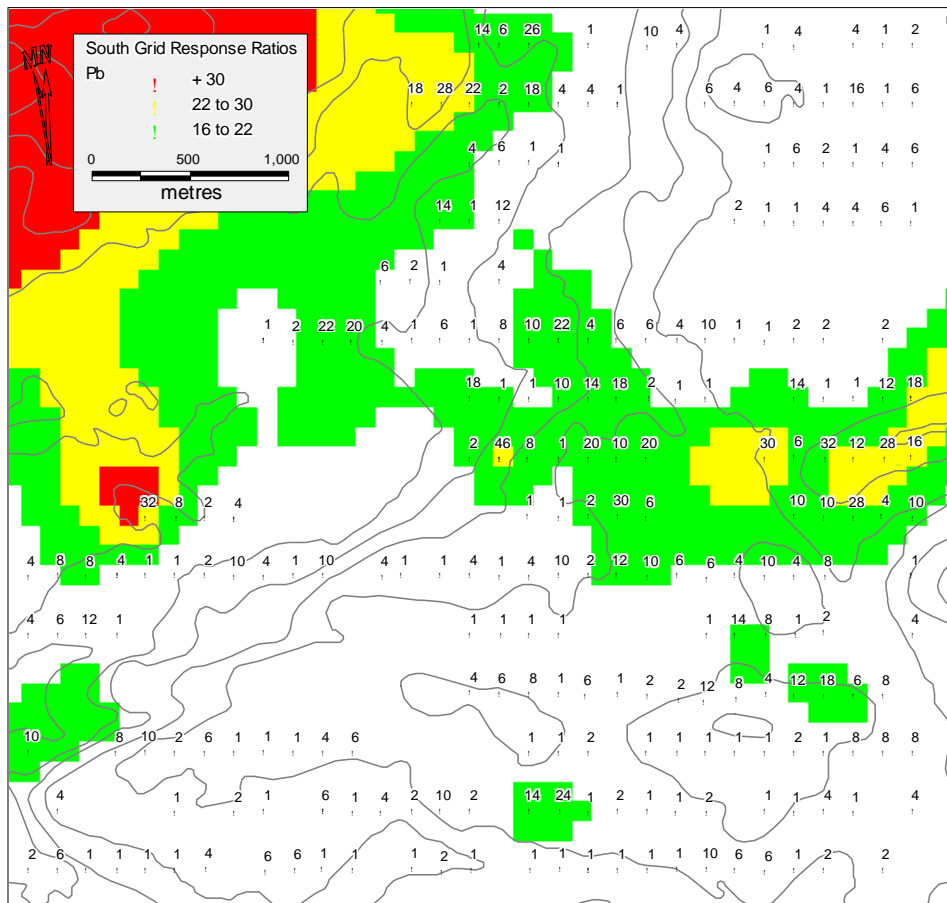 14 6 26 1 10 4 1 4 4 1 2
MN
South Grid Response Ratios
Pb
+ 30
22 to 30
16 to 22
0 500 1,000
metres
18 28 22 2 18 4 4 1 6 4 6 4 1 16 1 6
4 6 1 1 1 6 2 1 4 6
14 1 12 2 1 1 4 4 6 1
6 2 1 4
1 2 22 20 4 1 6 1 8 10 22 4 6 6 4 10 1 1 2 2 2
18 1 1 10 14 18 2 1 1 14 1 1 12 18
2 46 8 1 20 10 20 30 6 32 12 28 16
32 8 2 4 1 1 2 30 6 10 10 28 4 10
4 8 8 4 1 1 2 10 4 1 10 4 1 1 4 1 4 10 2 12 10 6 6 4 10 4 8 1
4 6 12 1 1 1 1 1 1 14 8 1 2 4
4 6 8 1 6 1 2 2 12 8 4 12 18 6 8
10 8 10 2 6 1 1 1 4 6 1 1 2 1 1 1 1 1 2 1 8 8 8
4 1 2 1 6 1 4 2 10 2 14 24 1 2 1 1 2 1 1 4 1 4
2 6 1 1 1 1 4 6 6 1 1 1 2 1 1 1 1 1 1 1 10 6 6 1 2 2